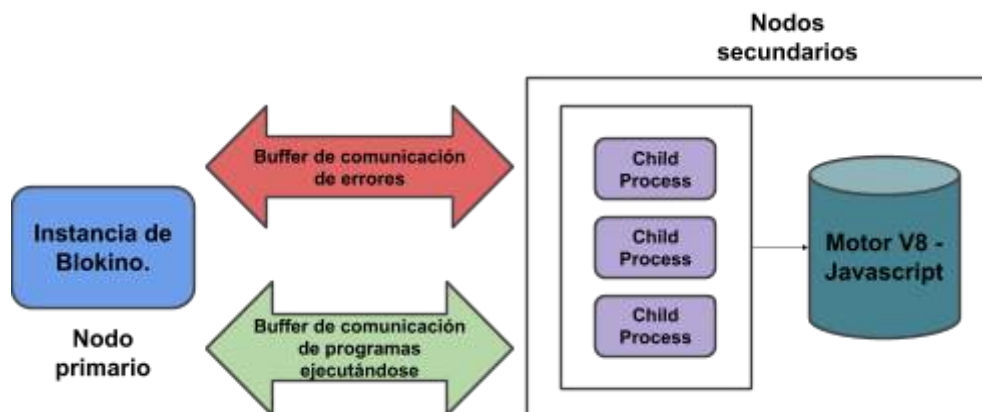 Nodos
secundarios
Buffer de comunicación
de errores
Instancia de
Blokino.
Nodo
primario
Buffer de comunicación
de programas
ejecutándose
Child
Process
Child
Process
Child
Process
Motor V8 -
Javascript